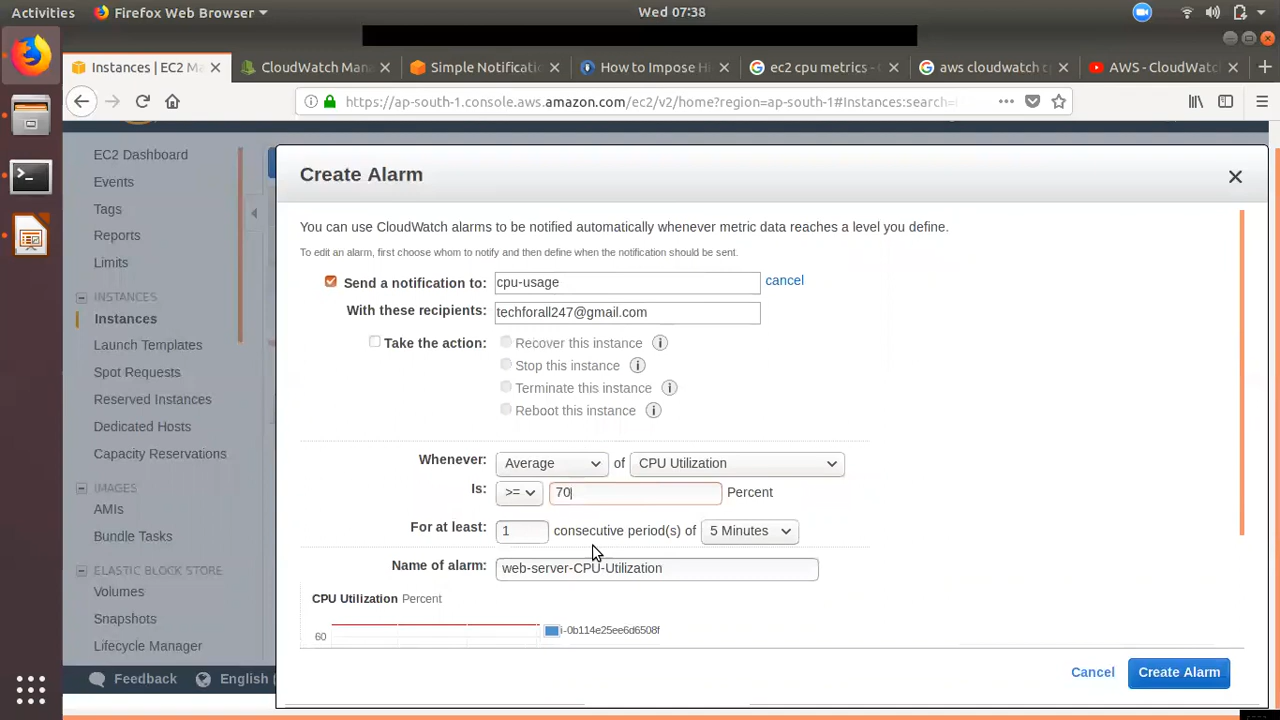 Activities
Firefox Web Browser
Wed 07:38
Instances | EC2 Ma
CloudWatch Man
Simple Notificatio
How to Impose Hi
ec2 cpu metrics - G
aws cloudwatch cp
AWS - CloudWatch
https://ap-south-1.console.aws.amazon.com/ec2/v2/home?region=ap-south-1#Instances:search=
EC2 Dashboard
Events
Tags
Reports
Limits
INSTANCES
Instances
Launch Templates
Spot Requests
Reserved Instances
Dedicated Hosts
Capacity Reservations
IMAGES
AMIs
Bundle Tasks
ELASTIC BLOCK STORE
Volumes
Snapshots
Lifecycle Manager
Feedback
English (
Create Alarm
You can use CloudWatch alarms to be notified automatically whenever metric data reaches a level you define.
To edit an alarm, first choose whom to notify and then define when the notification should be sent.
Send a notification to: cpu-usage cancel
With these recipients: techforall247@gmail.com
Take the action: Recover this instance
Stop this instance
Terminate this instance
Reboot this instance
Whenever: Average of CPU Utilization
Is: >= 70 Percent
For at least: 1 consecutive period(s) of 5 Minutes
Name of alarm: web-server-CPU-Utilization
CPU Utilization Percent
60
i-0b114e25ee6d6508f
Cancel
Create Alarm